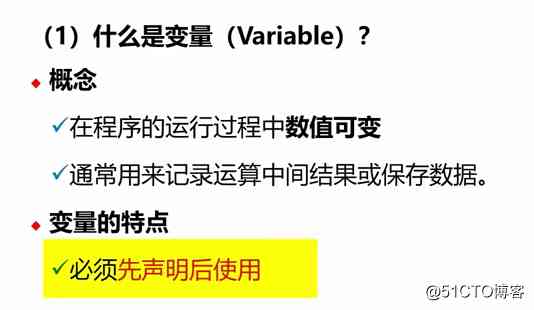 （1）什么是变量（Variable）？
概念
在程序的运行过程中数值可变
通常用来记录运算中间结果或保存数据。
变量的特点
必须先声明后使用
@51CTO博客